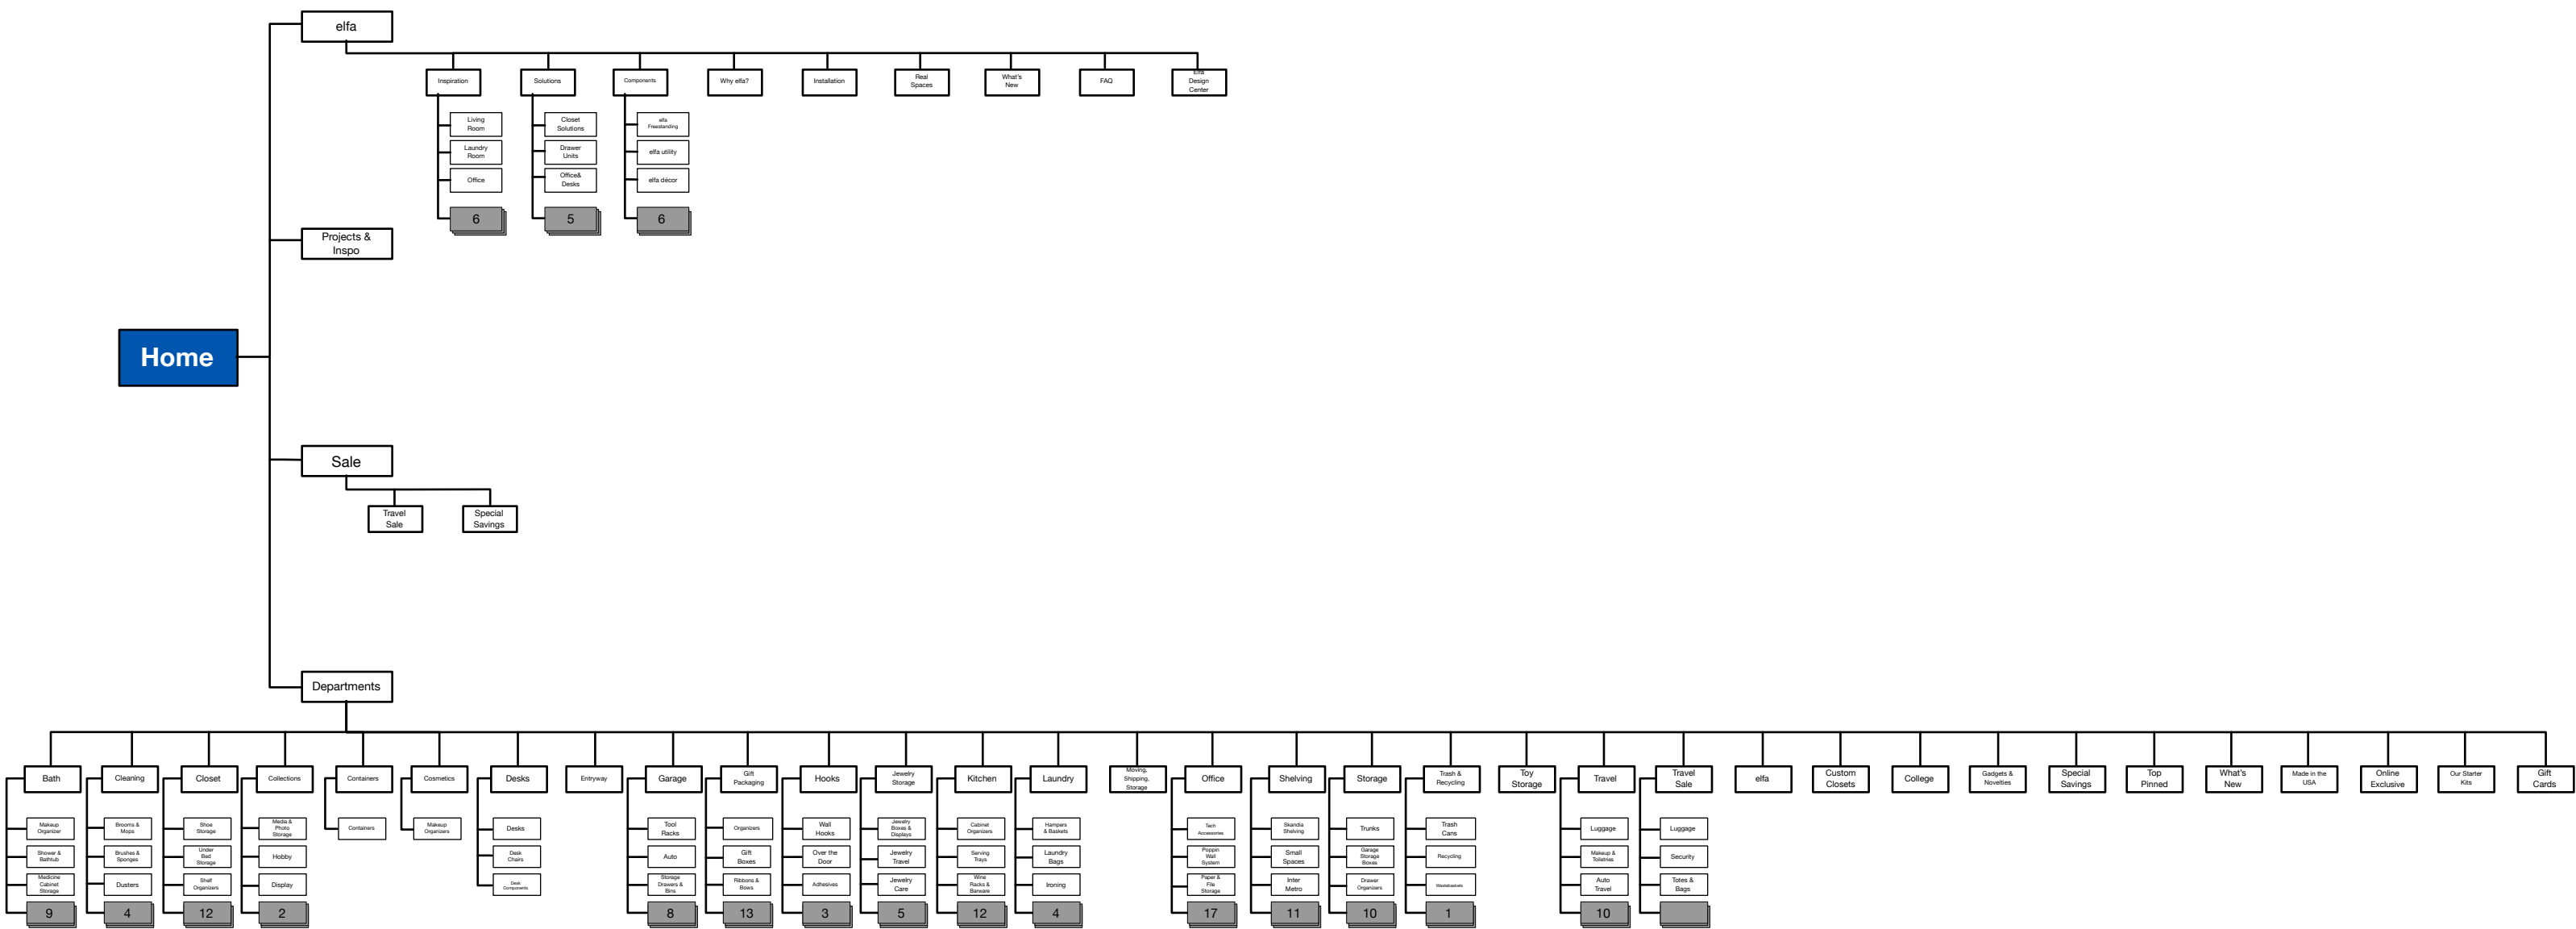 elfa
Inspiration
Solutions
Components
Why elfa?
Installation
Real
Spaces
What's
New
FAQ
Elfa
Design
Center
Living
Room
Laundry
Room
Office
6
Closet
Solutions
Drawer
Units
Office&
Desks
5
elfa
Freestanding
elfa utility
elfa décor
6
Projects &
Inspo
Home
Sale
Travel
Sale
Special
Savings
Departments
Bath
Cleaning
Closet
Collections
Containers
Cosmetics
Desks
Entryway
Garage
Gift
Packaging
Hooks
Jewelry
Storage
Kitchen
Laundry
Moving,
Shipping,
Storage
Office
Shelving
Storage
Trash &
Recycling
Toy
Storage
Travel
Travel
Sale
elfa
Custom
Closets
College
Gadgets &
Novelties
Special
Savings
Top
Pinned
What's
New
Made in the
USA
Online
Exclusive
Our Starter
Kits
Gift
Cards
Makeup
Organizer
Shower &
Bathtub
Medicine
Cabinet
Storage
9
Brooms &
Mops
Brushes &
Sponges
Dusters
4
Shoe
Storage
Under
Bed
Storage
Shelf
Organizers
12
Media &
Photo
Storage
Hobby
Display
2
Containers
Makeup
Organizers
Desks
Desk
Chairs
Desk
Components
Tool
Racks
Auto
Storage
Drawers &
Bins
8
Organizers
Gift
Boxes
Ribbons &
Bows
13
Wall
Hooks
Over the
Door
Adhesives
3
Jewelry
Boxes &
Displays
Jewelry
Travel
Jewelry
Care
5
Cabinet
Organizers
Serving
Trays
Wine
Racks &
Barware
12
Hampers
& Baskets
Laundry
Bags
Ironing
4
Tech
Accessories
Poppin
Wall
System
Paper &
File
Storage
17
Skandia
Shelving
Small
Spaces
Inter
Metro
11
Trunks
Garage
Storage
Boxes
Drawer
Organizers
10
Trash
Cans
Recycling
Wastebaskets
1
Luggage
Makeup &
Toiletries
Auto
Travel
10
Luggage
Security
Totes &
Bags